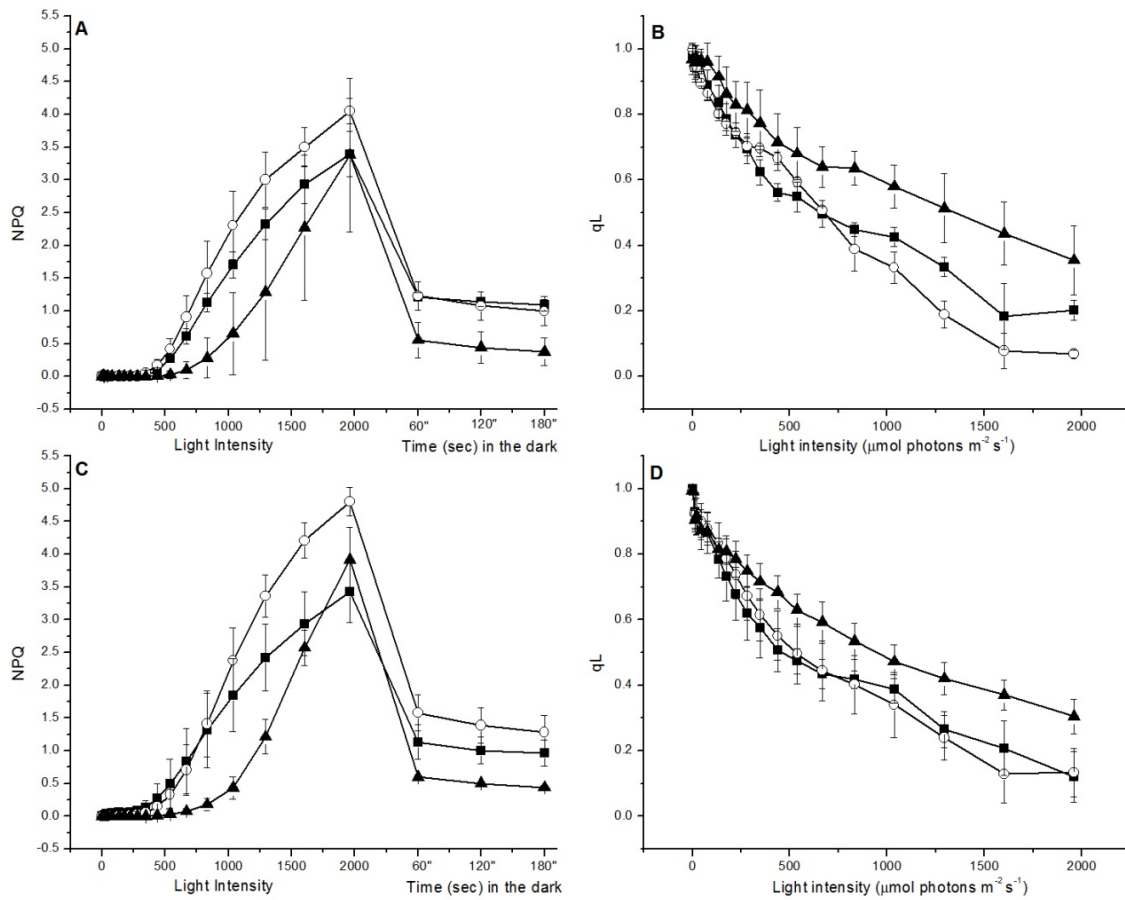 A
NPQ
5.5
5.0
4.5
4.0
3.5
3.0
2.5
2.0
1.5
1.0
0.5
0.0
-0.5
0 500 1000 1500 2000 60" 120" 180"
Light Intensity Time (sec) in the dark
B
qL
1.0
0.8
0.6
0.4
0.2
0.0
0 500 1000 1500 2000
Light intensity (μmol photons m⁻² s⁻¹)
C
NPQ
5.5
5.0
4.5
4.0
3.5
3.0
2.5
2.0
1.5
1.0
0.5
0.0
-0.5
0 500 1000 1500 2000 60" 120" 180"
Light Intensity Time (sec) in the dark
D
qL
1.0
0.8
0.6
0.4
0.2
0.0
0 500 1000 1500 2000
Light intensity (μmol photons m⁻² s⁻¹)